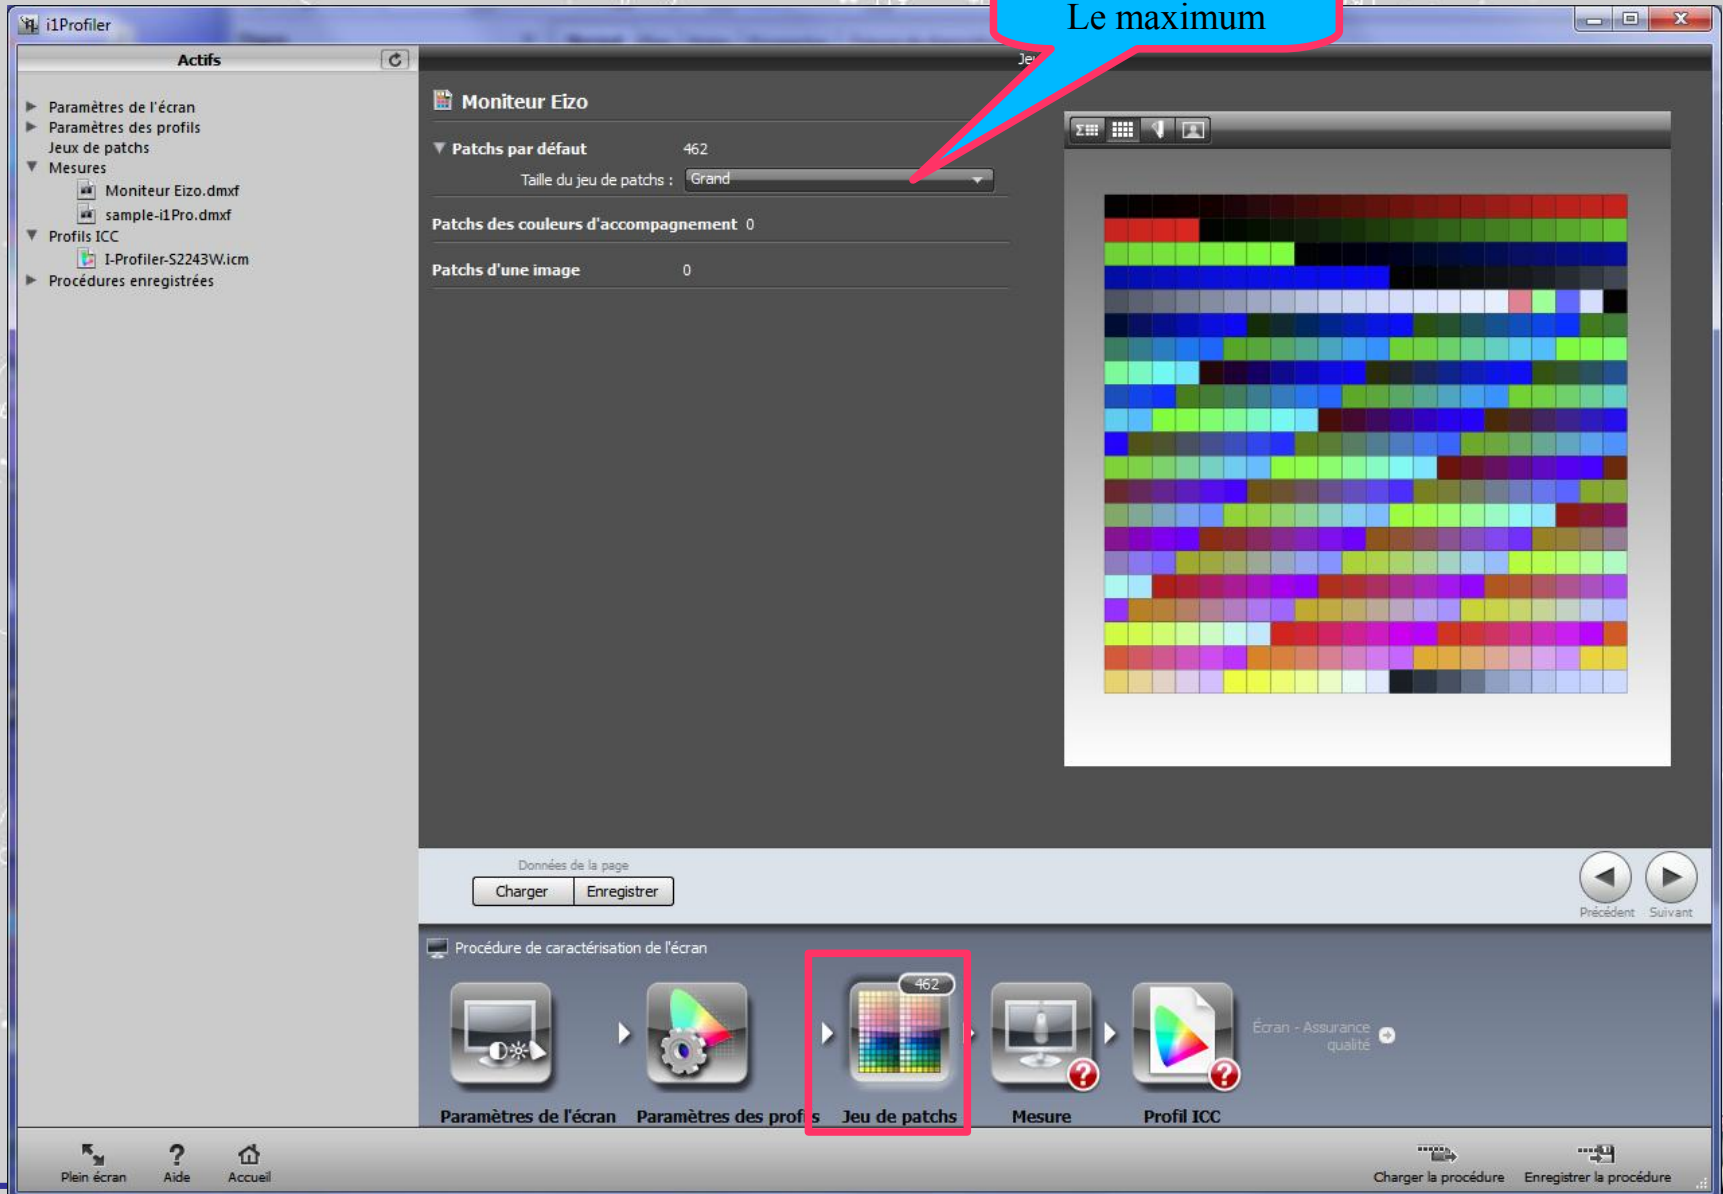 Le maximum
i1Profiler
Actifs
Paramètres de l'écran
Paramètres des profils
Jeux de patchs
Mesures
Moniteur Eizo.dmxf
sample-i1Pro.dmxf
Profils ICC
I-Profiler-S2243W.icm
Procédures enregistrées
Moniteur Eizo
Patchs par défaut 462
Taille du jeu de patchs : Grand
Patchs des couleurs d'accompagnement 0
Patchs d'une image 0
Données de la page
Charger Enregistrer
Précédent Suivant
Procédure de caractérisation de l'écran
462
Écran - Assurance
qualité
Paramètres de l'écran Paramètres des profils Jeu de patchs Mesure Profil ICC
Plein écran Aide Accueil Charger la procédure Enregistrer la procédure